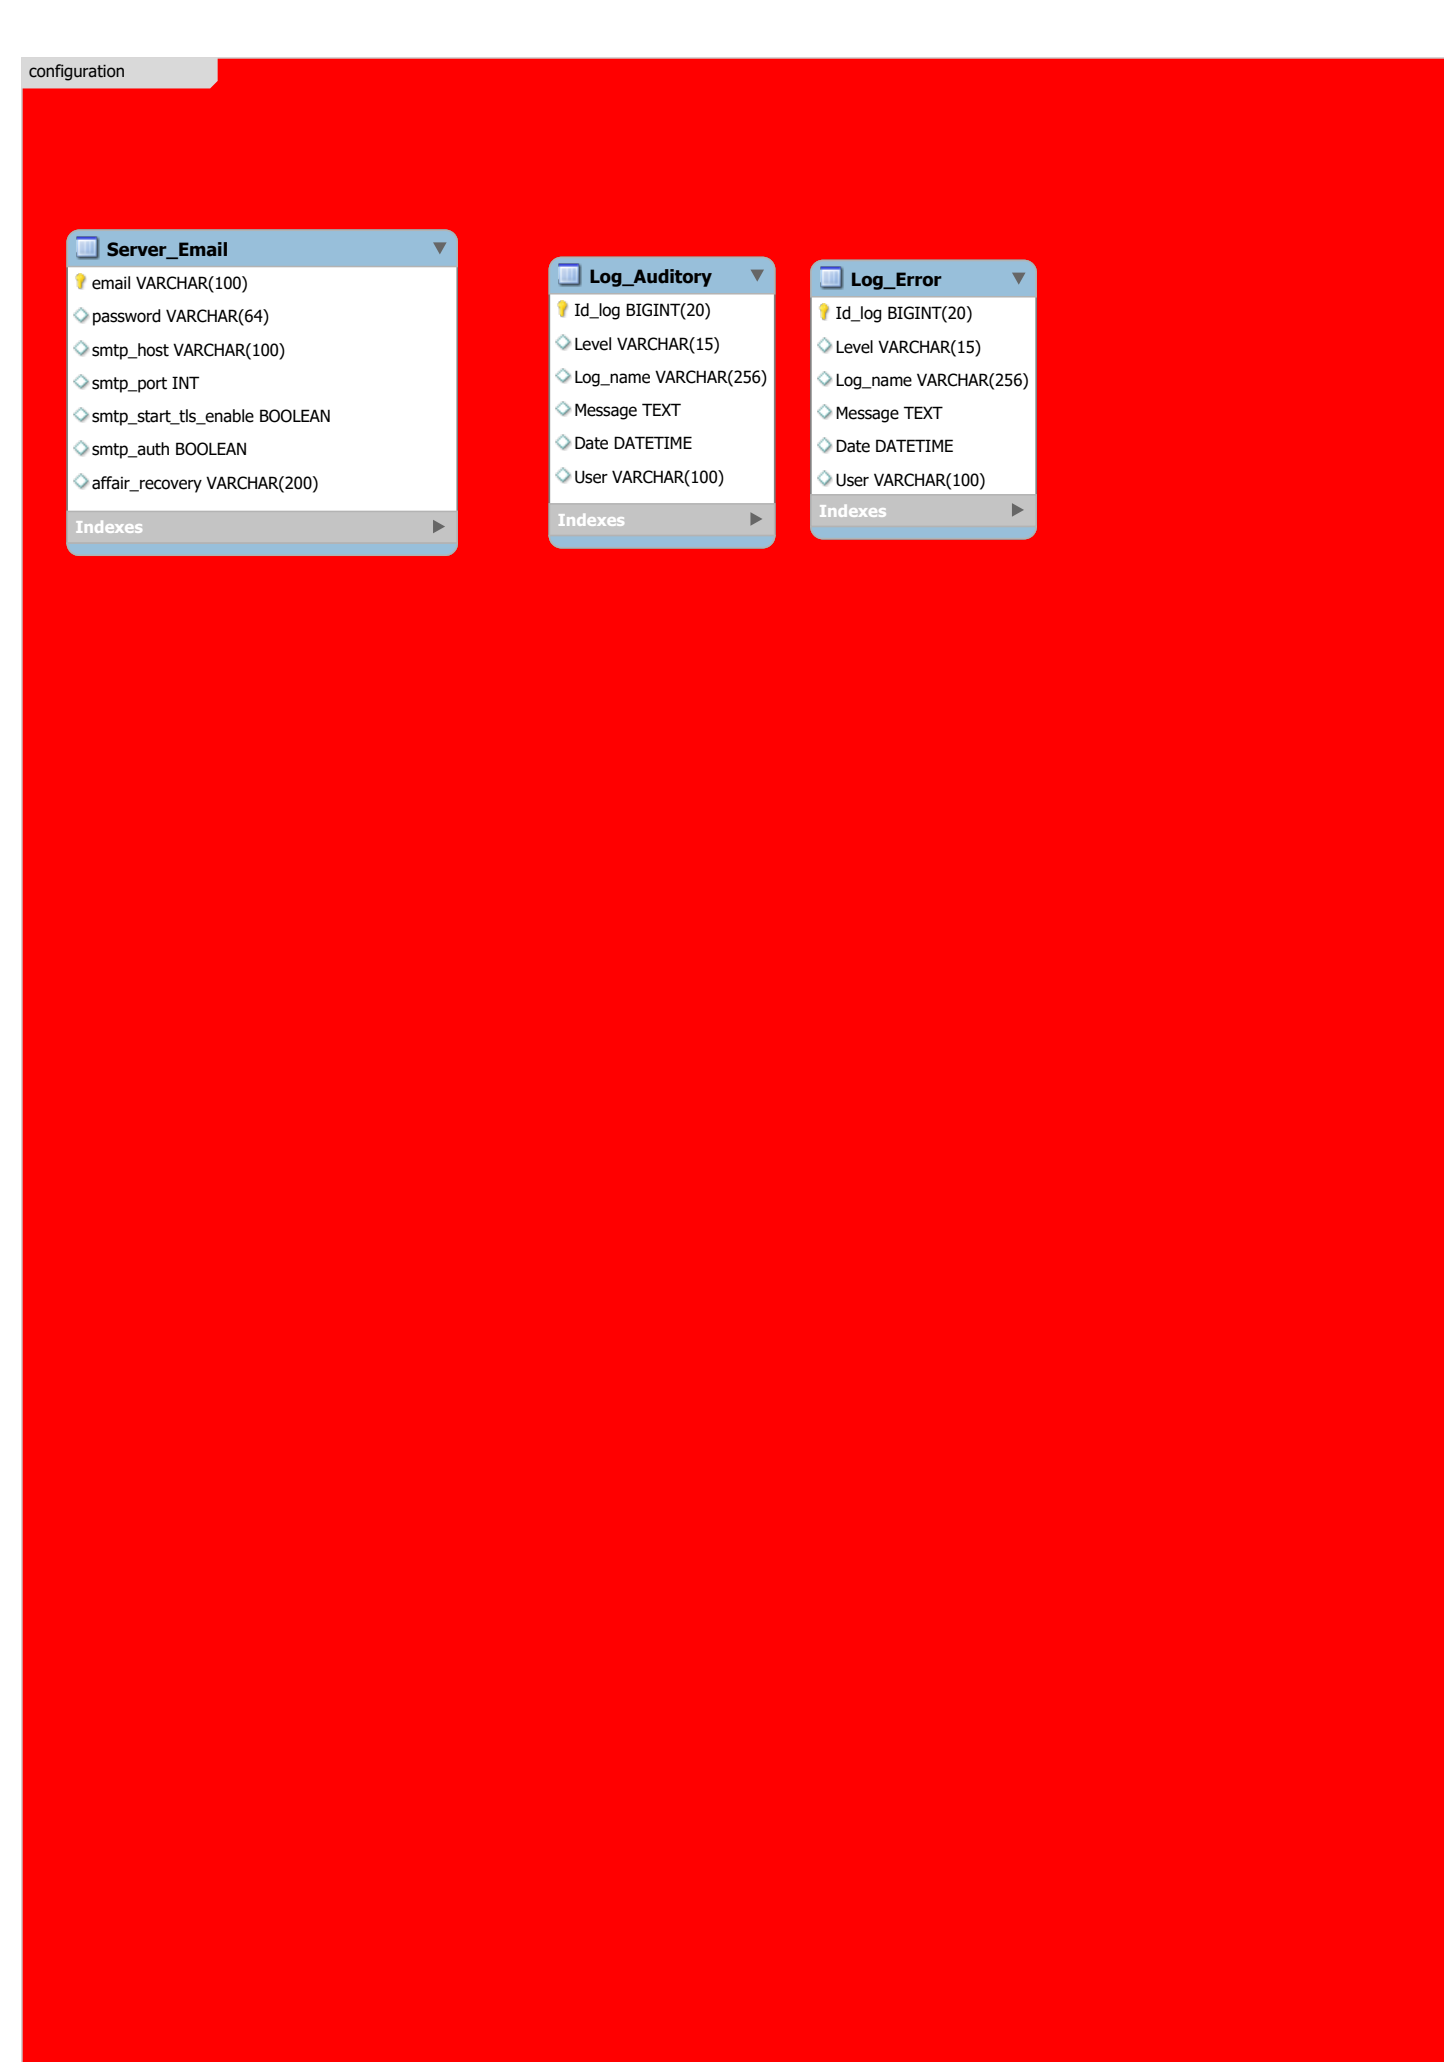 configuration
Server_Email
email VARCHAR(100)
password VARCHAR(64)
smtp_host VARCHAR(100)
smtp_port INT
smtp_start_tls_enable BOOLEAN
smtp_auth BOOLEAN
affair_recovery VARCHAR(200)
Indexes
Log_Auditory
Id_log BIGINT(20)
Level VARCHAR(15)
Log_name VARCHAR(256)
Message TEXT
Date DATETIME
User VARCHAR(100)
Indexes
Log_Error
Id_log BIGINT(20)
Level VARCHAR(15)
Log_name VARCHAR(256)
Message TEXT
Date DATETIME
User VARCHAR(100)
Indexes